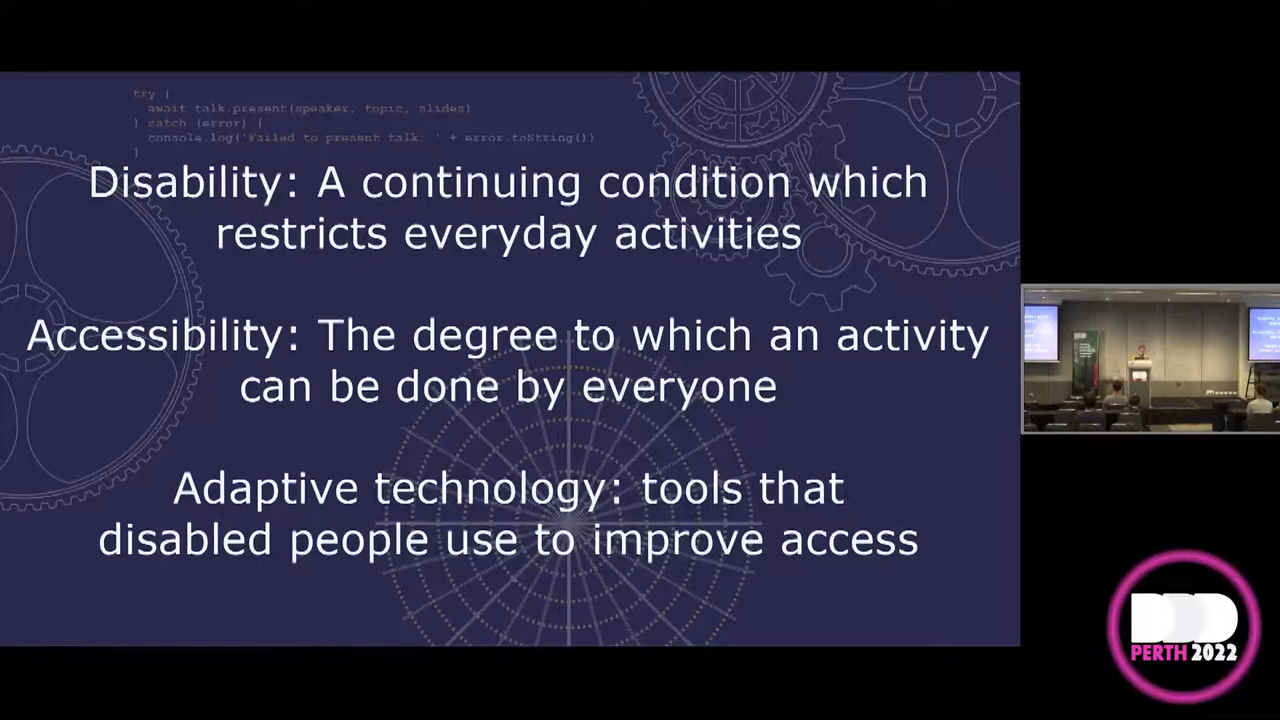 try {
await talk.present(speaker, topic, slides)
} catch (error) {
console.log('Failed to present talk: ' + error.toString())
}
Disability: A continuing condition which
restricts everyday activities
Accessibility: The degree to which an activity
can be done by everyone
Adaptive technology: tools that
disabled people use to improve access
DDD
PERTH 2022